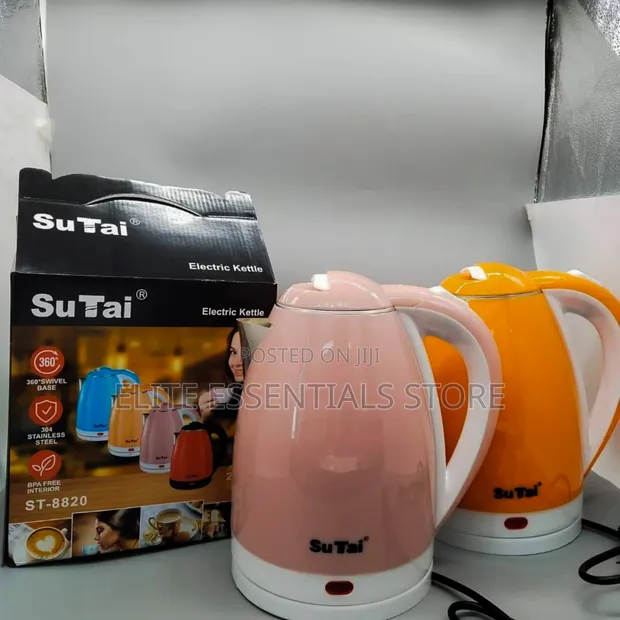 SuTai®
Electric Kettle
SuTai®
Electric Kettle
360°
360°SWIVEL
BASE
304
STAINLESS
STEEL
BPA FREE
INTERIOR
ST-8820
POSTED ON JIJI
ELITE ESSENTIALS STORE
SuTai
SuTai